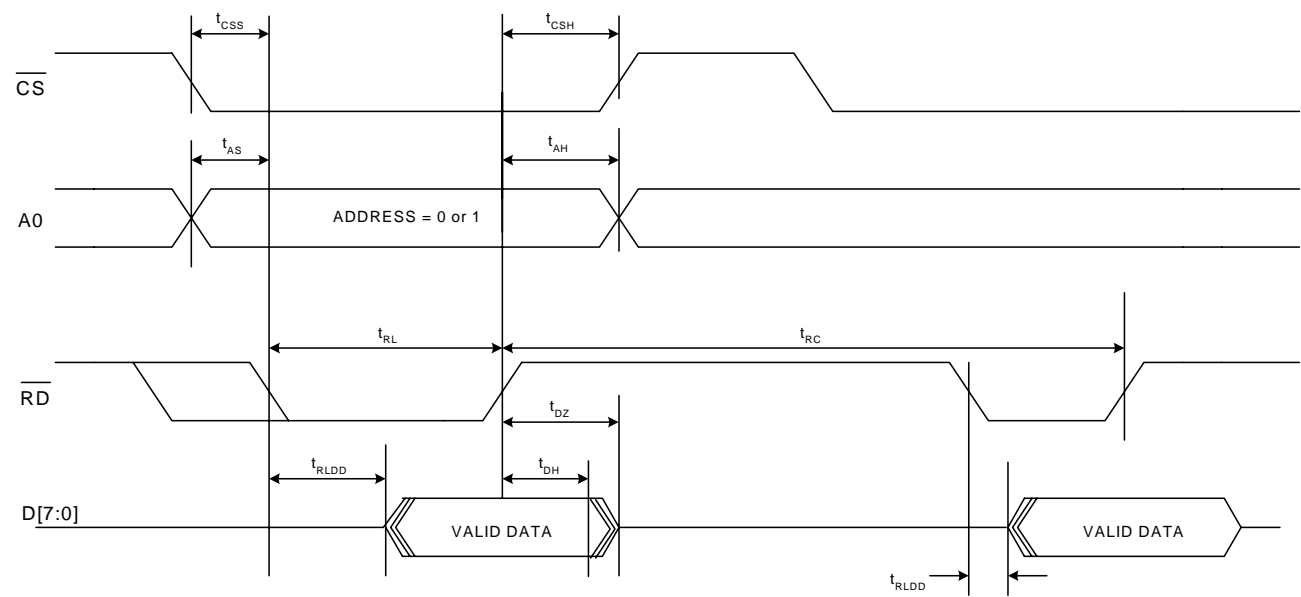 tCSS tCSH
CS
tAS tAH
A0 ADDRESS = 0 or 1
tRL tRC
RD
tDZ
tRLDD tDH
D[7:0] VALID DATA VALID DATA
tRLDD